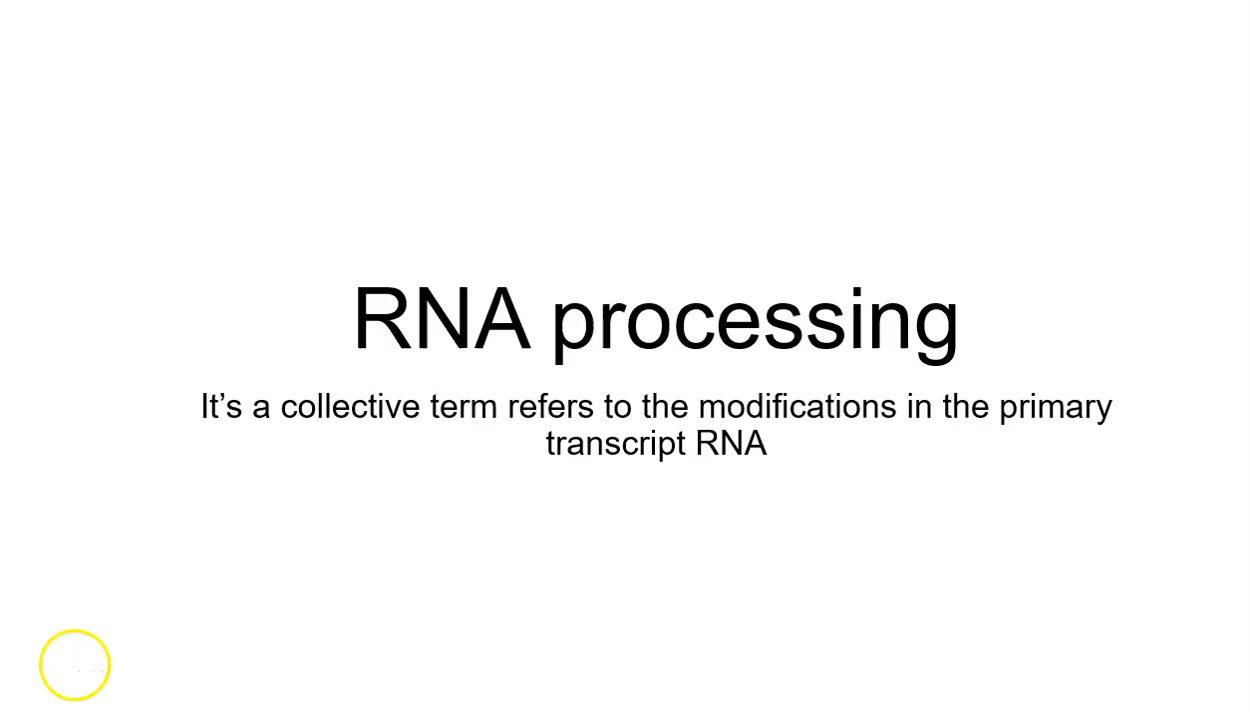 RNA processing
It’s a collective term refers to the modifications in the primary
transcript RNA